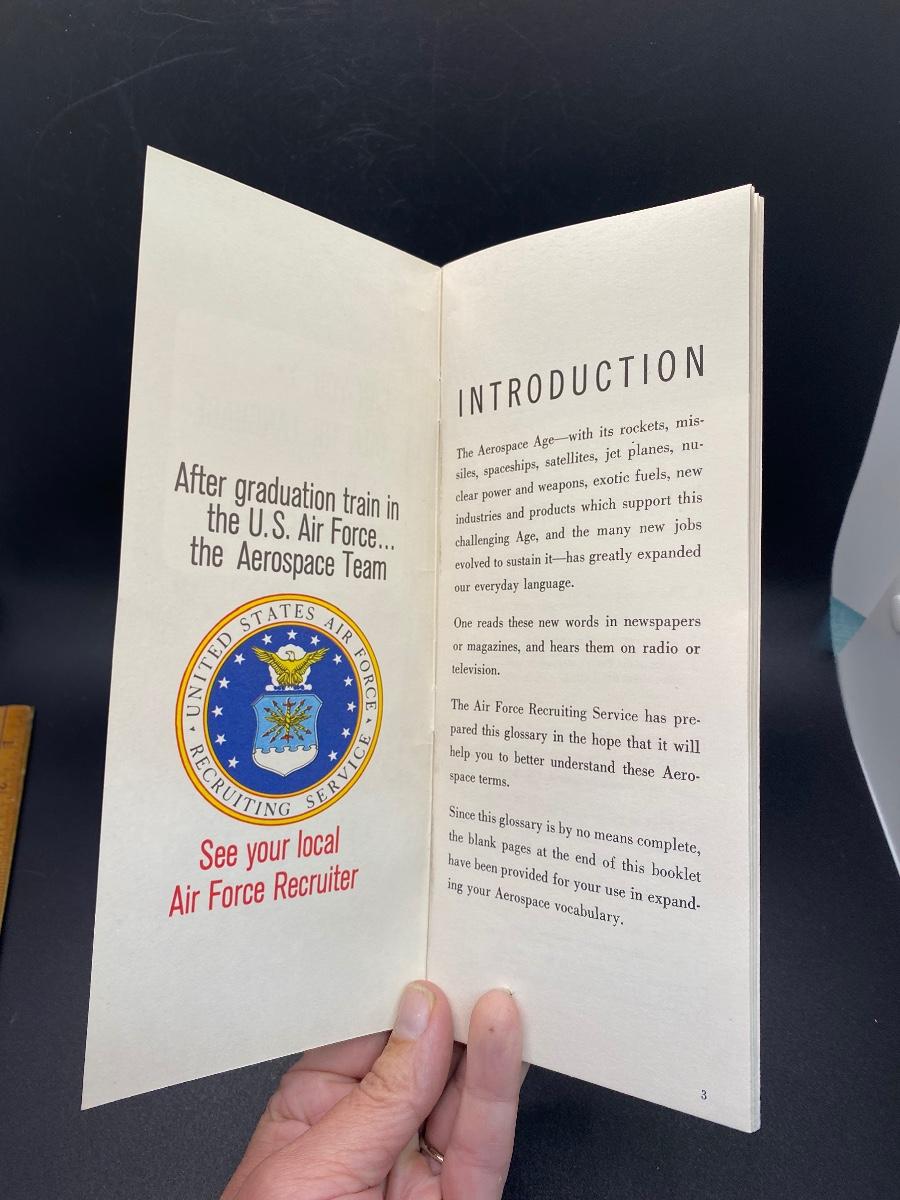 After graduation train in
the U.S. Air Force...
the Aerospace Team
UNITED STATES AIR FORCE
RECRUITING SERVICE
See your local
Air Force Recruiter
INTRODUCTION
The Aerospace Age—with its rockets, mis-
siles, spaceships, satellites, jet planes, nu-
clear power and weapons, exotic fuels, new
industries and products which support this
challenging Age, and the many new jobs
evolved to sustain it—has greatly expanded
our everyday language.
One reads these new words in newspapers
or magazines, and hears them on radio or
television.
The Air Force Recruiting Service has pre-
pared this glossary in the hope that it will
help you to better understand these Aero-
space terms.
Since this glossary is by no means complete,
the blank pages at the end of this booklet
have been provided for your use in expand-
ing your Aerospace vocabulary.
3